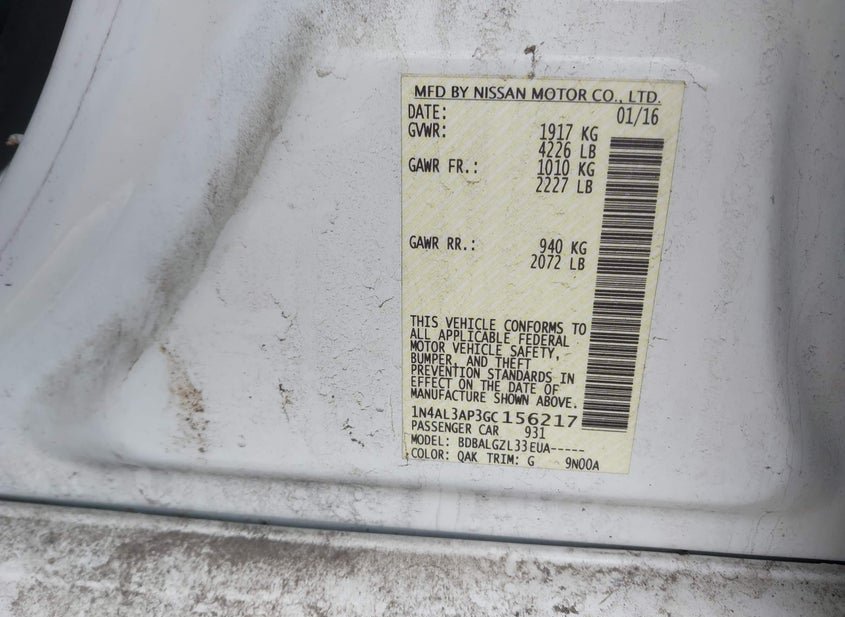 MFD BY NISSAN MOTOR CO., LTD.
DATE: 01/16
GVWR: 1917 KG
4226 LB
GAWR FR.: 1010 KG
2227 LB
GAWR RR.: 940 KG
2072 LB
THIS VEHICLE CONFORMS TO
ALL APPLICABLE FEDERAL
MOTOR VEHICLE SAFETY,
BUMPER, AND THEFT
PREVENTION STANDARDS IN
EFFECT ON THE DATE OF
MANUFACTURE SHOWN ABOVE.
1N4AL3AP3GC156217
PASSENGER CAR 931
MODEL: BDBALGZL33EUA-----
COLOR: QAK TRIM: G 9N00A